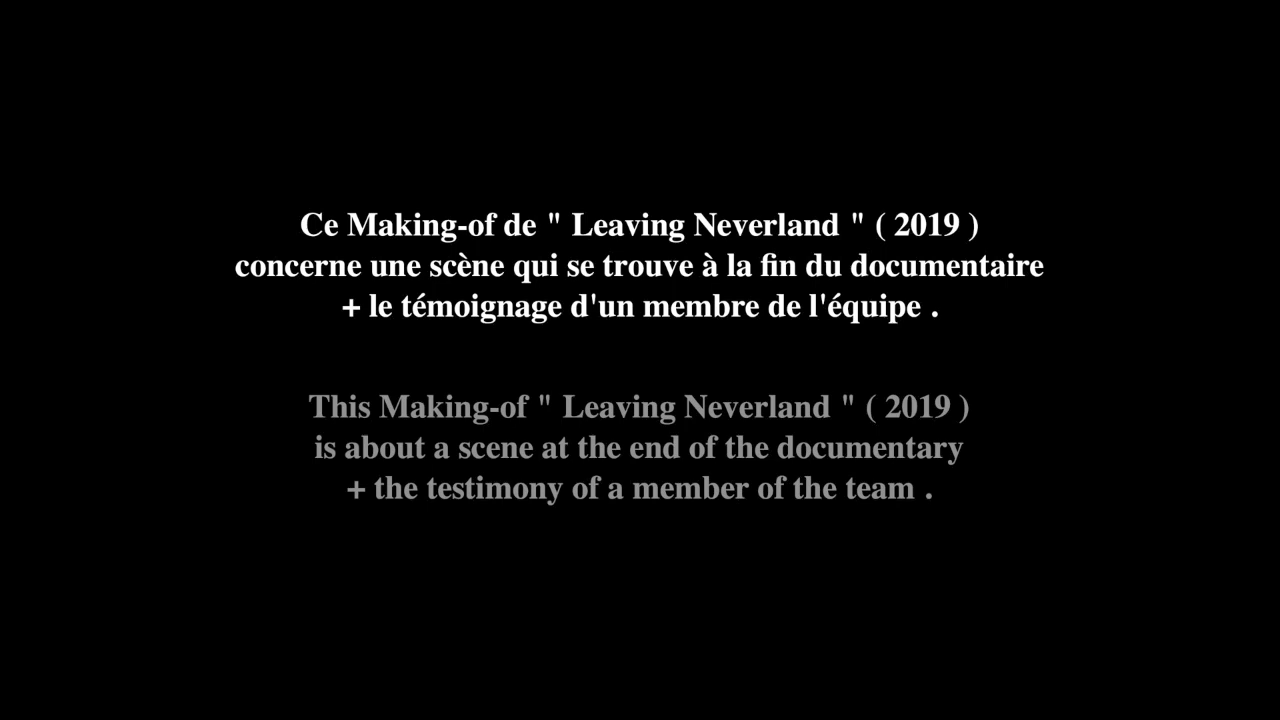 Ce Making-of de " Leaving Neverland " ( 2019 )
concerne une scène qui se trouve à la fin du documentaire
+ le témoignage d'un membre de l'équipe .
This Making-of " Leaving Neverland " ( 2019 )
is about a scene at the end of the documentary
+ the testimony of a member of the team .